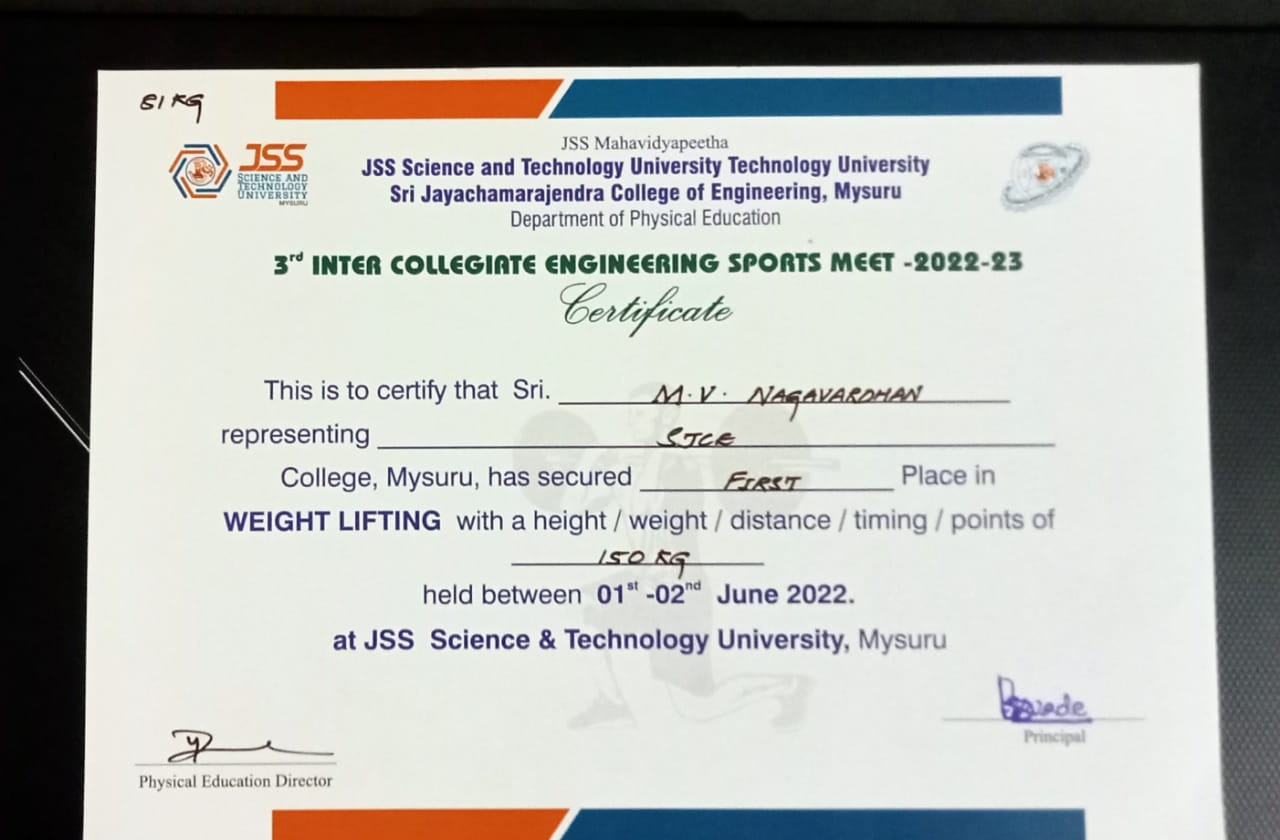 81 KG
JSS Mahavidyapeetha
JSS
SCIENCE AND
TECHNOLOGY
UNIVERSITY
MYSURU
JSS Science and Technology University Technology University
Sri Jayachamarajendra College of Engineering, Mysuru
Department of Physical Education
3rd INTER COLLEGIATE ENGINEERING SPORTS MEET -2022-23
Certificate
This is to certify that Sri. M.V. NAGAVARDHAN
representing SJCE
College, Mysuru, has secured FIRST Place in
WEIGHT LIFTING with a height / weight / distance / timing / points of
150 KG
held between 01st -02nd June 2022.
at JSS Science & Technology University, Mysuru
Principal
Physical Education Director